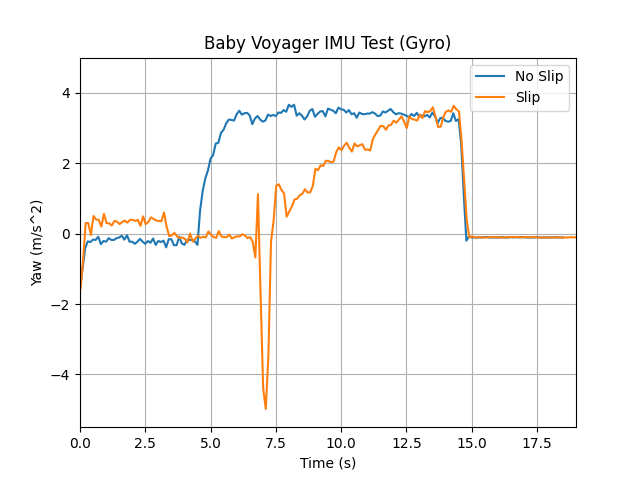 Baby Voyager IMU Test (Gyro)
No Slip
Slip
Yaw (m/s^2)
4
2
0
−2
−4
0.0 2.5 5.0 7.5 10.0 12.5 15.0 17.5
Time (s)